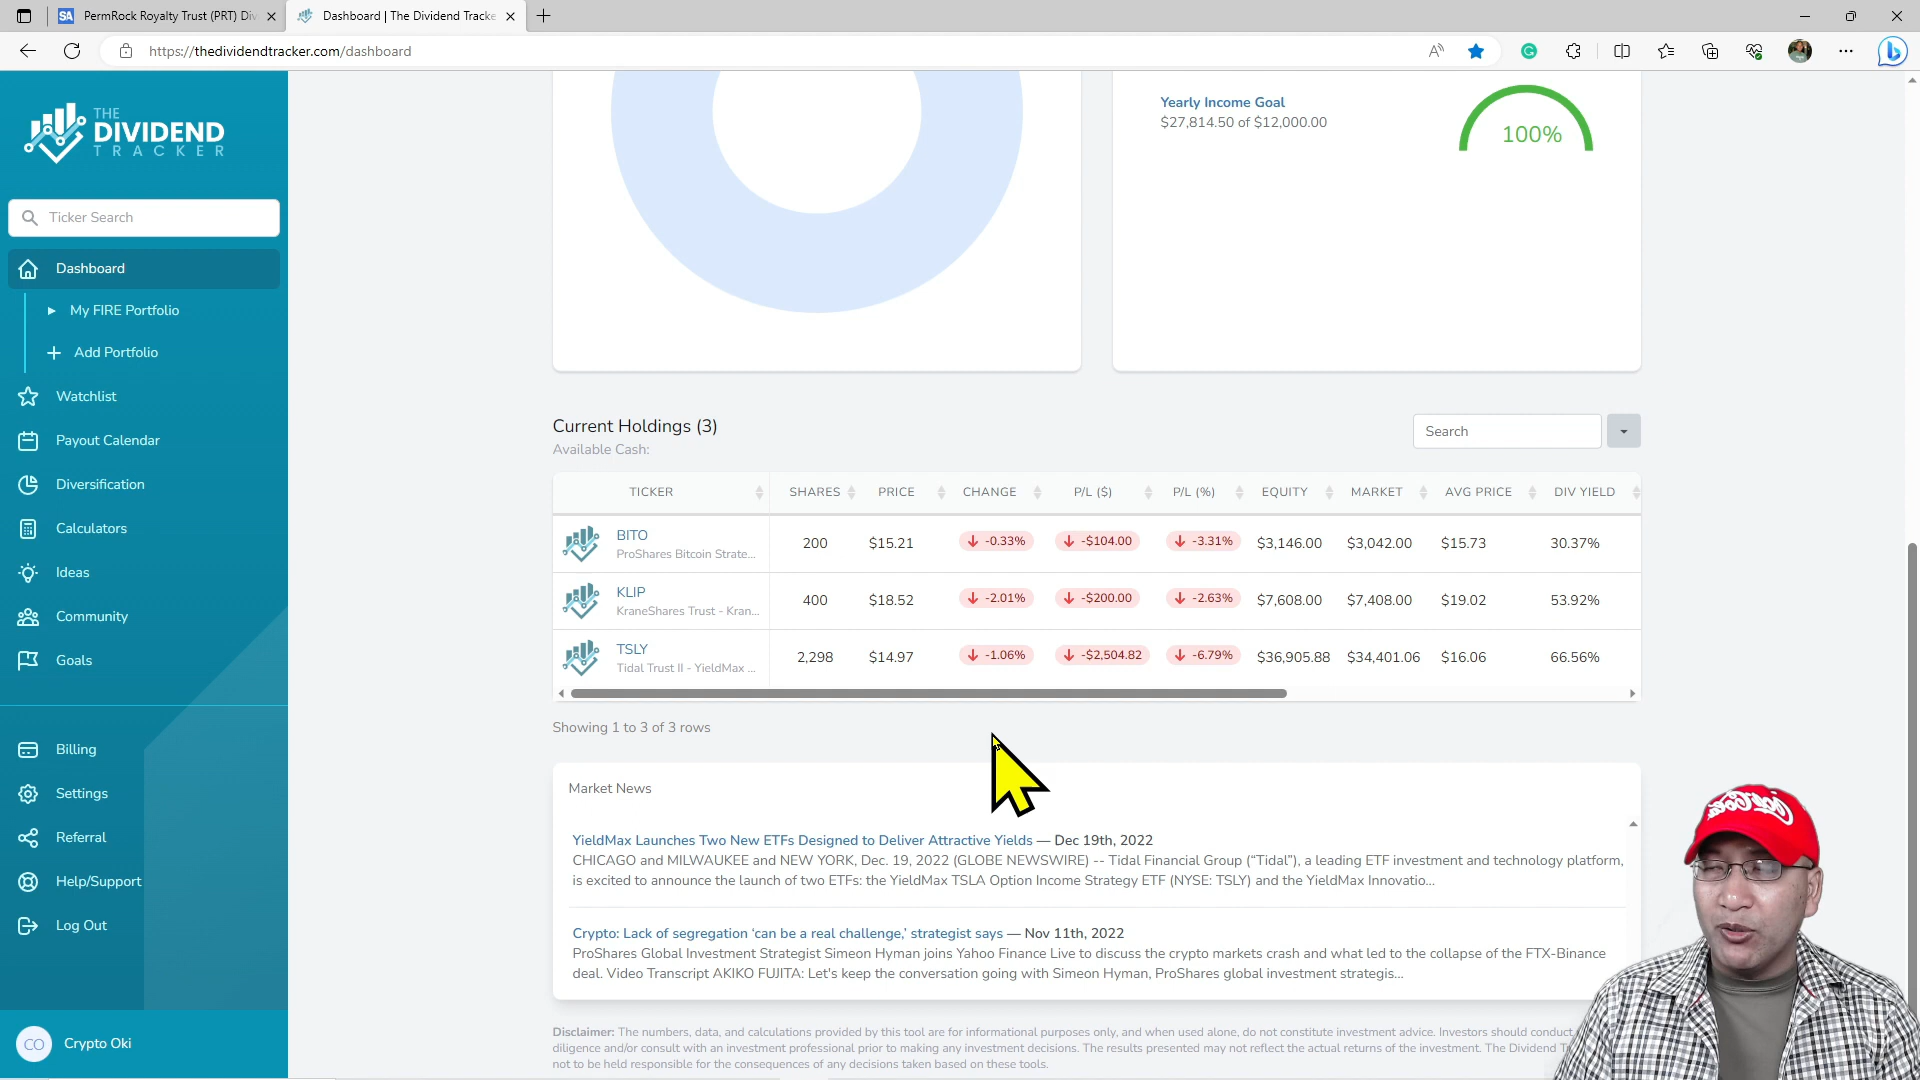 PermRock Royalty Trust (PRT) Di
Dashboard | The Dividend Tracke
https://thedividendtracker.com/dashboard
THE
DIVIDEND
TRACKER
Ticker Search
Dashboard
My FIRE Portfolio
Add Portfolio
Watchlist
Payout Calendar
Diversification
Calculators
Ideas
Community
Goals
Billing
Settings
Referral
Help/Support
Log Out
CO Crypto Oki
Yearly Income Goal
$27,814.50 of $12,000.00
100%
Current Holdings (3)
Available Cash:
Search
TICKER SHARES PRICE CHANGE P/L ($) P/L (%) EQUITY MARKET AVG PRICE DIV YIELD
BITO 200 $15.21 -0.33% -$104.00 -3.31% $3,146.00 $3,042.00 $15.73 30.37%
ProShares Bitcoin Strate...
KLIP 400 $18.52 -2.01% -$200.00 -2.63% $7,608.00 $7,408.00 $19.02 53.92%
KraneShares Trust - Kran...
TSLY 2,298 $14.97 -1.06% -$2,504.82 -6.79% $36,905.88 $34,401.06 $16.06 66.56%
Tidal Trust II - YieldMax ...
Showing 1 to 3 of 3 rows
Market News
YieldMax Launches Two New ETFs Designed to Deliver Attractive Yields — Dec 19th, 2022
CHICAGO and MILWAUKEE and NEW YORK, Dec. 19, 2022 (GLOBE NEWSWIRE) -- Tidal Financial Group (“Tidal”), a leading ETF investment and technology platform,
is excited to announce the launch of two ETFs: the YieldMax TSLA Option Income Strategy ETF (NYSE: TSLY) and the YieldMax Innovatio...
Crypto: Lack of segregation ‘can be a real challenge,’ strategist says — Nov 11th, 2022
ProShares Global Investment Strategist Simeon Hyman joins Yahoo Finance Live to discuss the crypto markets crash and what led to the collapse of the FTX-Binance
deal. Video Transcript AKIKO FUJITA: Let's keep the conversation going with Simeon Hyman, ProShares global investment strategis...
Disclaimer: The numbers, data, and calculations provided by this tool are for informational purposes only, and when used alone, do not constitute investment advice. Investors should conduct
diligence and/or consult with an investment professional prior to making any investment decisions. The results presented may not reflect the actual returns of the investment. The Dividend
not to be held responsible for the consequences of any decisions taken based on these tools.